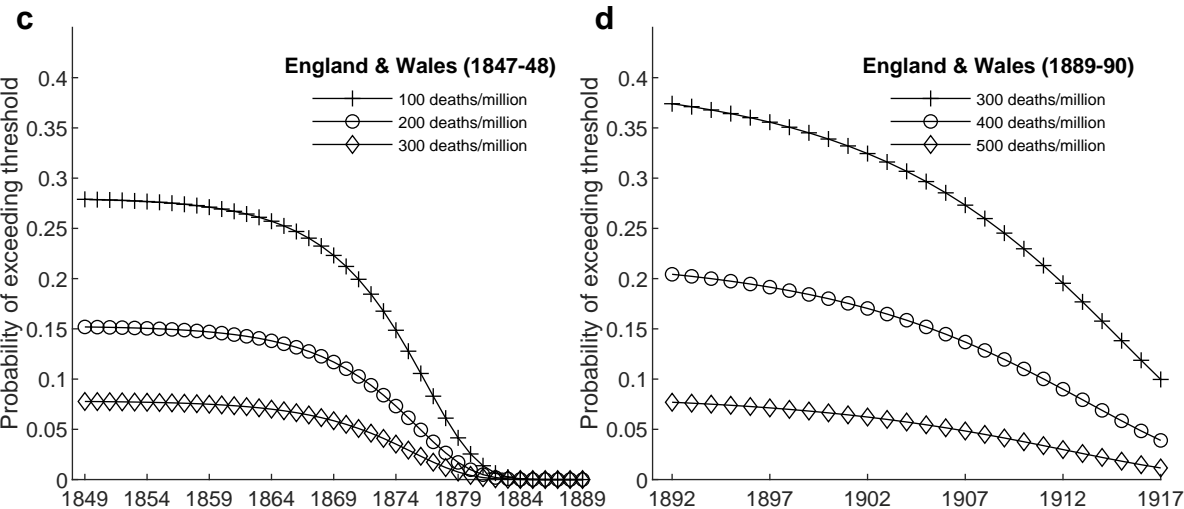 c
England & Wales (1847-48)
100 deaths/million
200 deaths/million
300 deaths/million
Probability of exceeding threshold
0.4
0.35
0.3
0.25
0.2
0.15
0.1
0.05
0
1849 1854 1859 1864 1869 1874 1879 1884 1889
d
England & Wales (1889-90)
300 deaths/million
400 deaths/million
500 deaths/million
Probability of exceeding threshold
0.4
0.35
0.3
0.25
0.2
0.15
0.1
0.05
0
1892 1897 1902 1907 1912 1917